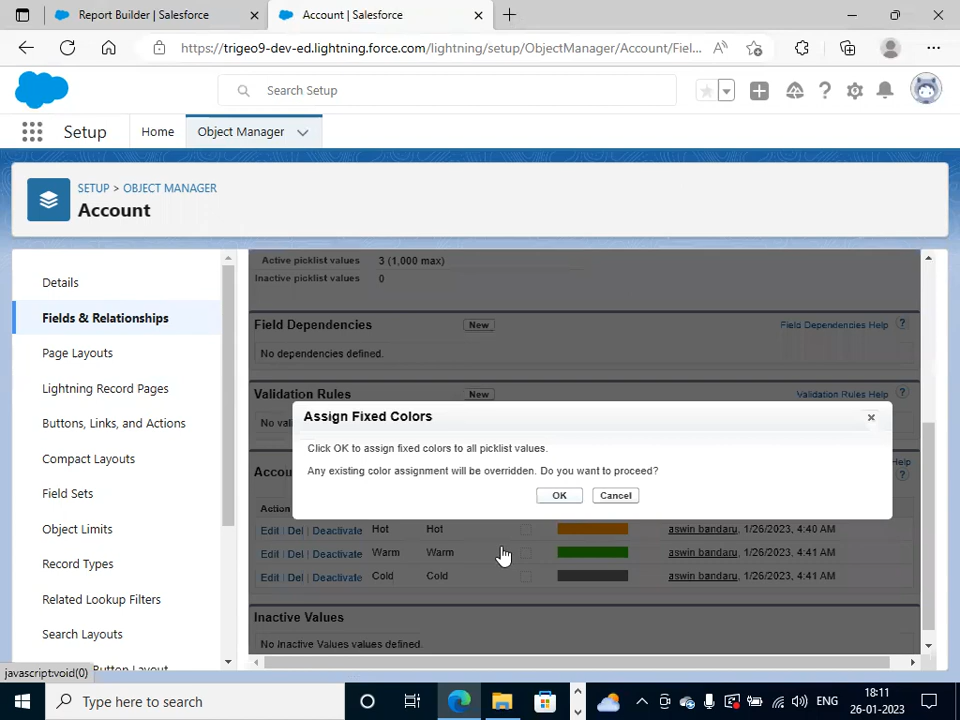 Report Builder | Salesforce
Account | Salesforce
https://trigeo9-dev-ed.lightning.force.com/lightning/setup/ObjectManager/Account/Fiel...
Search Setup
Setup
Home
Object Manager
SETUP > OBJECT MANAGER
Account
Details
Fields & Relationships
Page Layouts
Lightning Record Pages
Buttons, Links, and Actions
Compact Layouts
Field Sets
Object Limits
Record Types
Related Lookup Filters
Search Layouts
Button Layout
Active picklist values 3 (1,000 max)
Inactive picklist values 0
Field Dependencies New Field Dependencies Help ?
No dependencies defined.
Validation Rules New Validation Rules Help ?
No vali
Assign Fixed Colors
Click OK to assign fixed colors to all picklist values.
Any existing color assignment will be overridden. Do you want to proceed?
OK Cancel
Accou Help ?
Action
Edit | Del | Deactivate Hot Hot aswin bandaru, 1/26/2023, 4:40 AM
Edit | Del | Deactivate Warm Warm aswin bandaru, 1/26/2023, 4:41 AM
Edit | Del | Deactivate Cold Cold aswin bandaru, 1/26/2023, 4:41 AM
Inactive Values
No Inactive Values values defined.
javascript:void(0)
Type here to search
ENG
18:11
26-01-2023